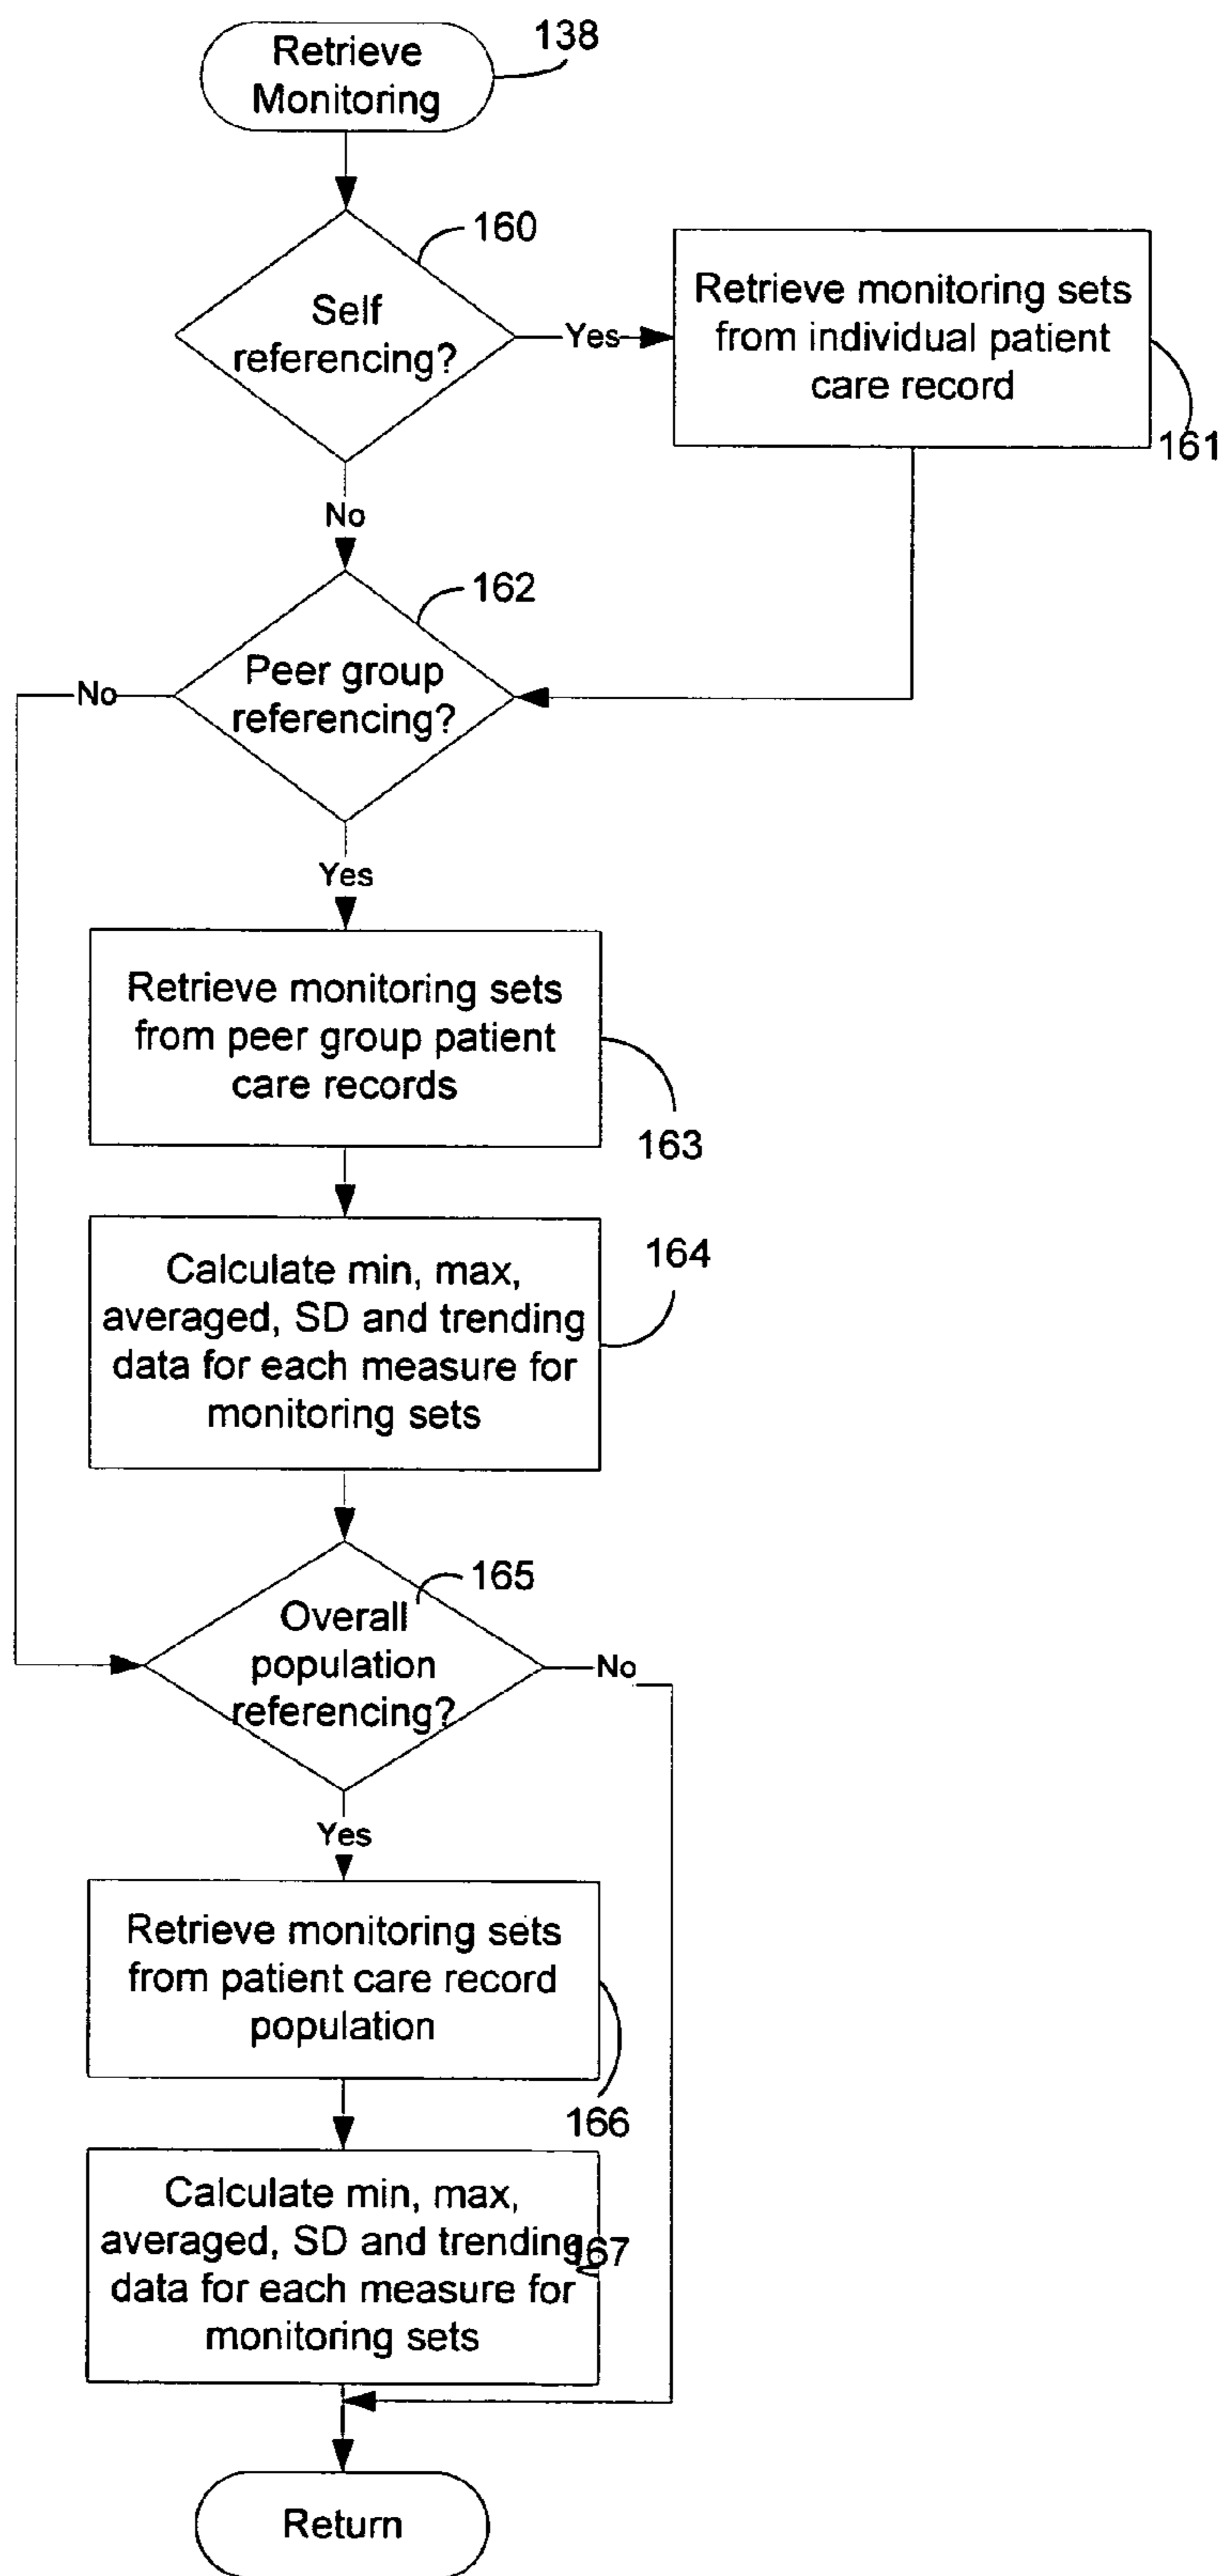 Retrieve
Monitoring
138
160
Self
referencing?
Yes
Retrieve monitoring sets
from individual patient
care record
161
No
162
Peer group
referencing?
No
Yes
Retrieve monitoring sets
from peer group patient
care records
163
Calculate min, max,
averaged, SD and trending
data for each measure for
monitoring sets
164
165
Overall
population
referencing?
No
Yes
Retrieve monitoring sets
from patient care record
population
166
Calculate min, max,
averaged, SD and trending
data for each measure for
monitoring sets
167
Return